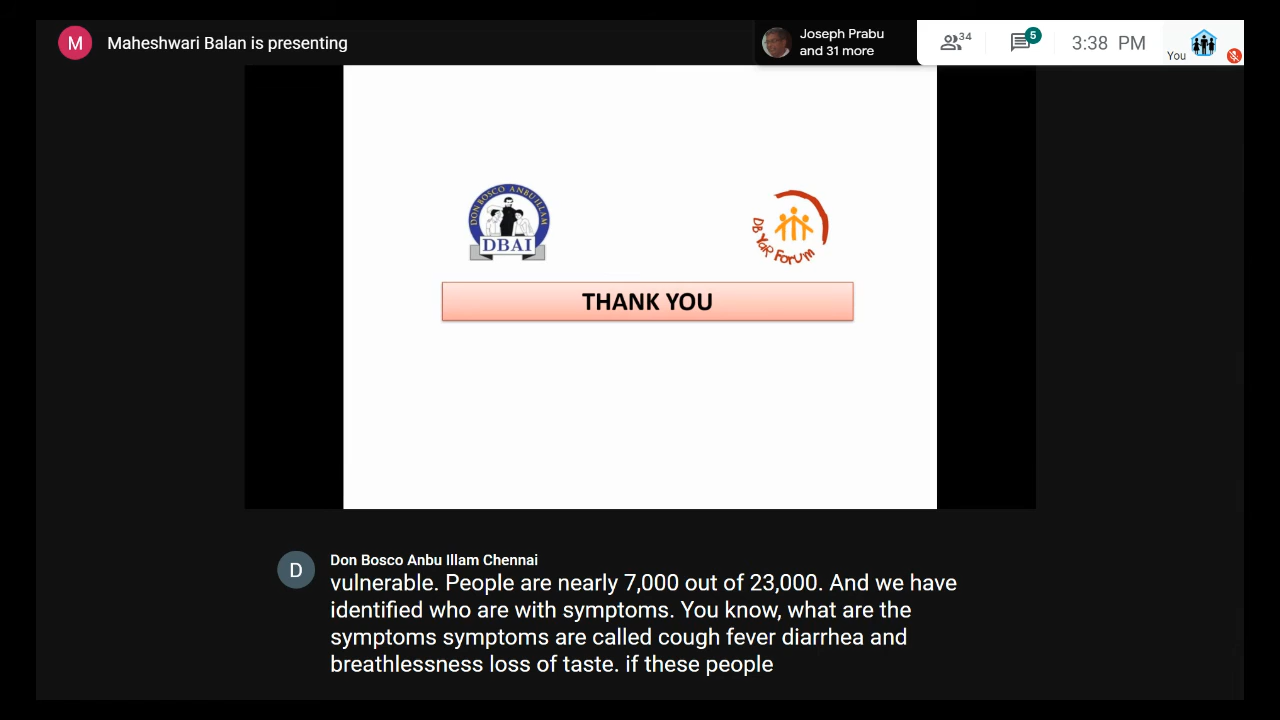 M
Maheshwari Balan is presenting
Joseph Prabu
and 31 more
34
5
3:38 PM
You
DON BOSCO ANBU ILLAM
DBAI
DB YaR FORUM
THANK YOU
D
Don Bosco Anbu Illam Chennai
vulnerable. People are nearly 7,000 out of 23,000. And we have
identified who are with symptoms. You know, what are the
symptoms symptoms are called cough fever diarrhea and
breathlessness loss of taste. if these people